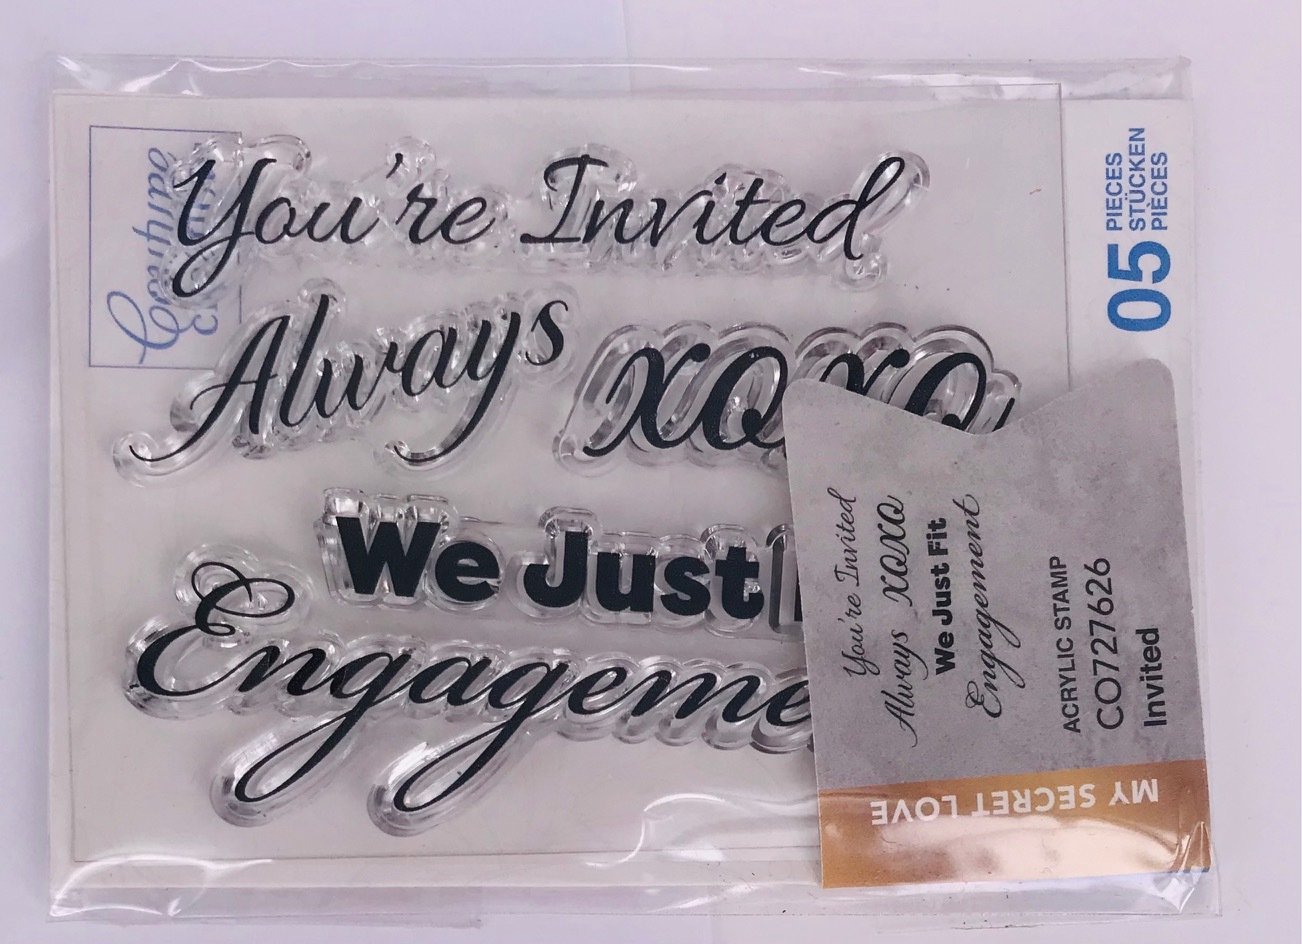 You're Invited
Always
xoxo
We Just
Engageme
05
PIECES
STÜCKEN
PIÈCES
You're Invited
Always xoxo
We Just Fit
Engagement
ACRYLIC STAMP
CO727626
Invited
MY SECRET LOVE